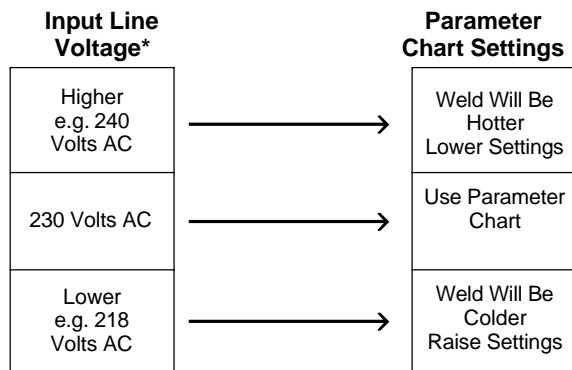 Input Line
Voltage*
Parameter
Chart Settings
Higher
e.g. 240
Volts AC
Weld Will Be
Hotter
Lower Settings
230 Volts AC
Use Parameter
Chart
Lower
e.g. 218
Volts AC
Weld Will Be
Colder
Raise Settings